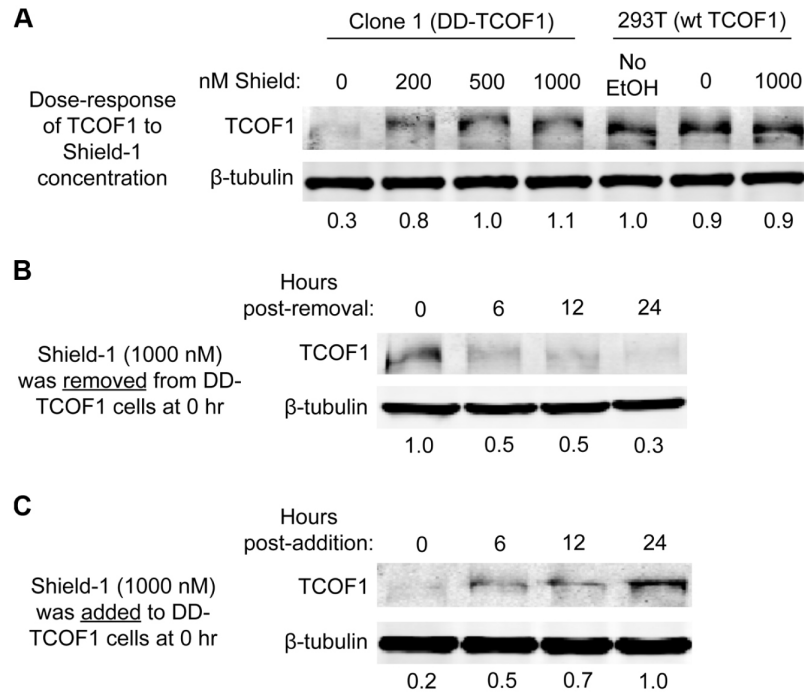 A
Clone 1 (DD-TCOF1)
293T (wt TCOF1)
Dose-response
of TCOF1 to
Shield-1
concentration
nM Shield: 0 200 500 1000 No EtOH 0 1000
TCOF1
β-tubulin
0.3 0.8 1.0 1.1 1.0 0.9 0.9
B
Hours
post-removal: 0 6 12 24
Shield-1 (1000 nM)
was removed from DD-
TCOF1 cells at 0 hr
TCOF1
β-tubulin
1.0 0.5 0.5 0.3
C
Hours
post-addition: 0 6 12 24
Shield-1 (1000 nM)
was added to DD-
TCOF1 cells at 0 hr
TCOF1
β-tubulin
0.2 0.5 0.7 1.0